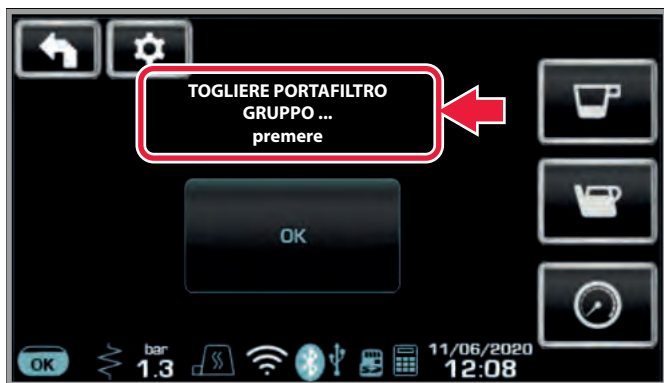 TOGLIERE PORTAFILTRO
GRUPPO ...
premere
OK
OK
bar
1.3
11/06/2020
12:08